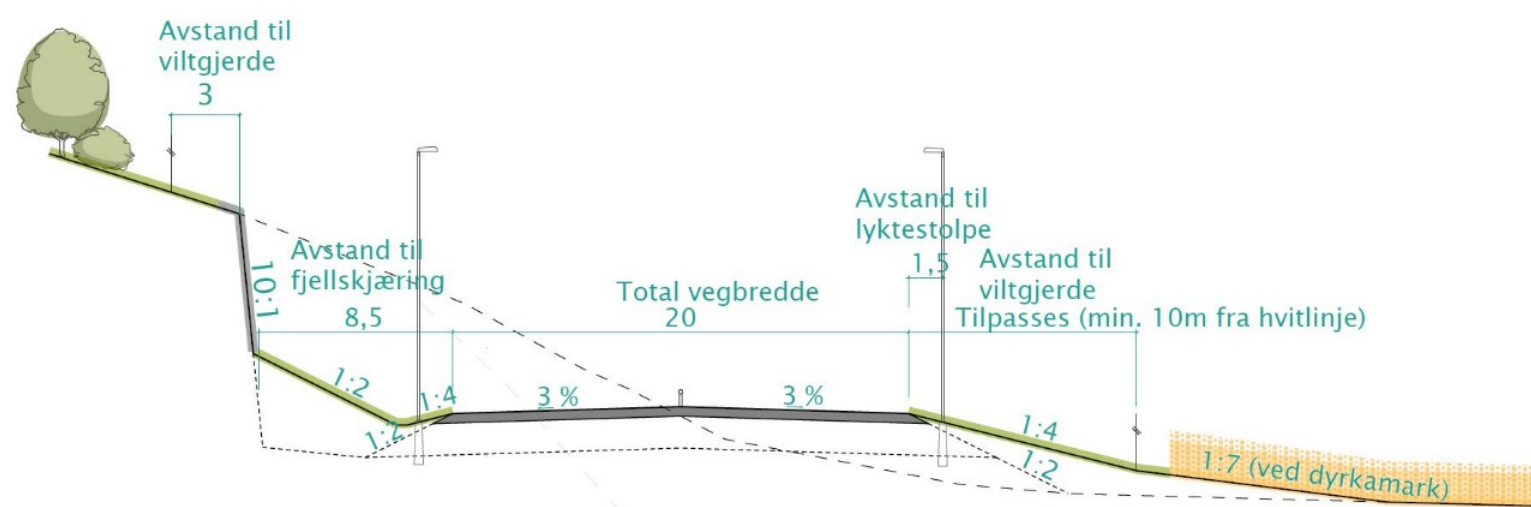 Avstand til
viltgjerde
3
Avstand til
lyktestolpe
1,5
Avstand til
fjellskjæring
8,5
Total vegbredde
20
Avstand til
viltgjerde
Tilpasses (min. 10m fra hvitlinje)
10:1
1:2
1:4
1:2
3 %
3 %
1:4
1:2
1:7 (ved dyrkamark)